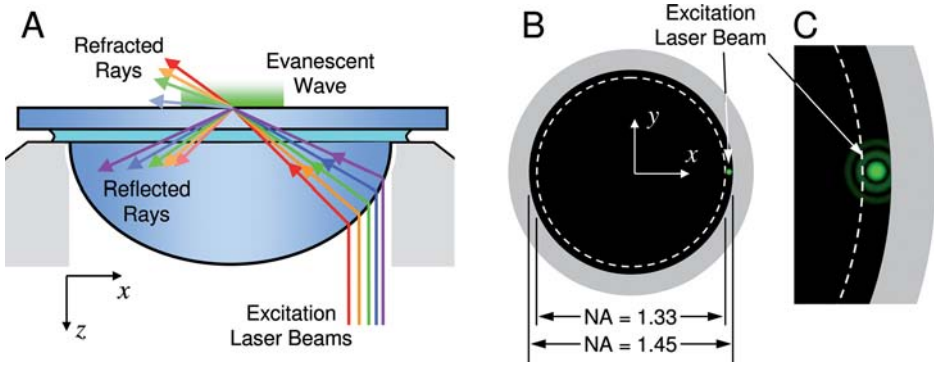 A
Refracted
Rays
Evanescent
Wave
Reflected
Rays
x
z
Excitation
Laser Beams
B
Excitation
Laser Beam
y
x
NA = 1.33
NA = 1.45
C